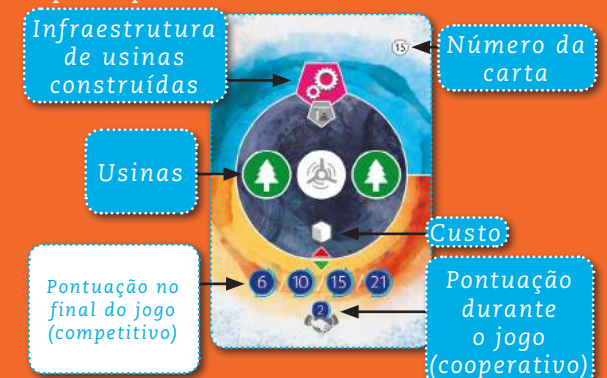 Infraestrutura
de usinas
construídas
15
Número da
carta
Usinas
Custo
6 / 10 / 15 / 21
Pontuação no
final do jogo
(competitivo)
2
Pontuação
durante
o jogo
(cooperativo)